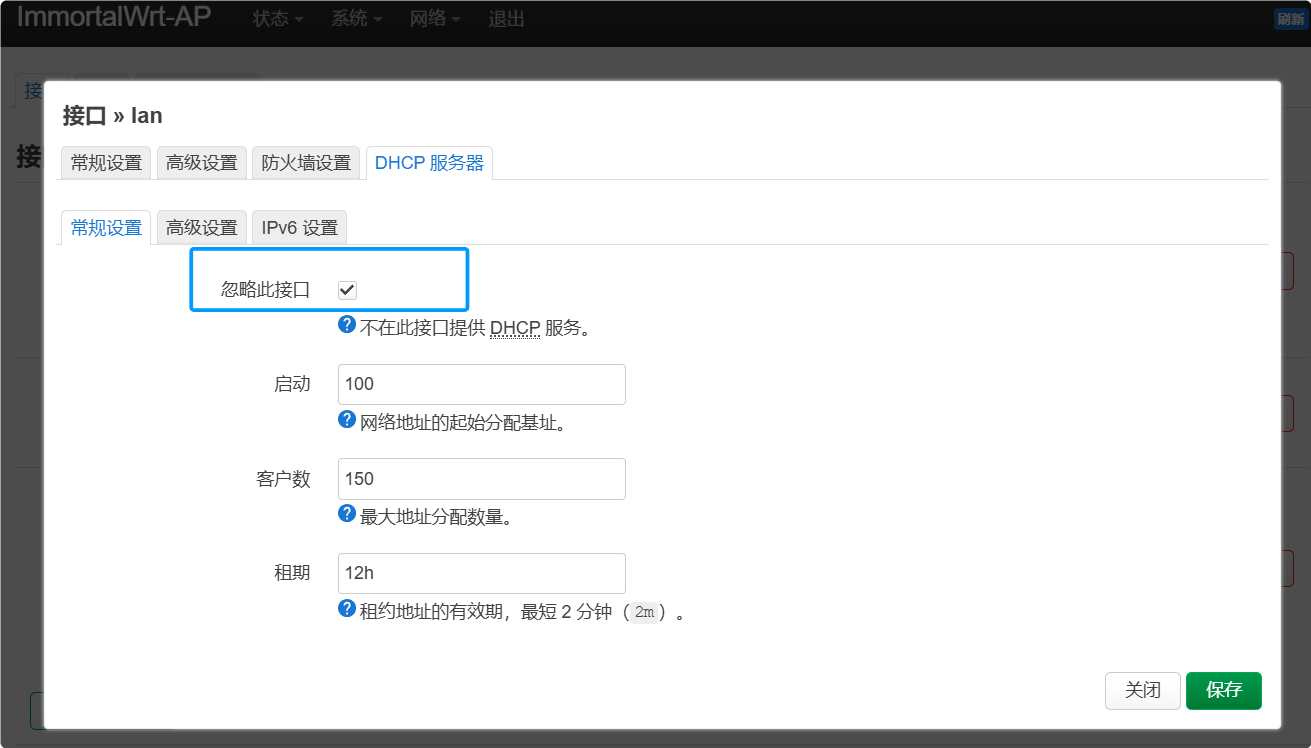 ImmortalWrt-AP 状态 系统 网络 退出 刷新
接
接口 » lan
接
常规设置 高级设置 防火墙设置 DHCP 服务器
常规设置 高级设置 IPv6 设置
忽略此接口
不在此接口提供 DHCP 服务。
启动 100
网络地址的起始分配基址。
客户数 150
最大地址分配数量。
租期 12h
租约地址的有效期，最短 2 分钟（2m）。
关闭 保存